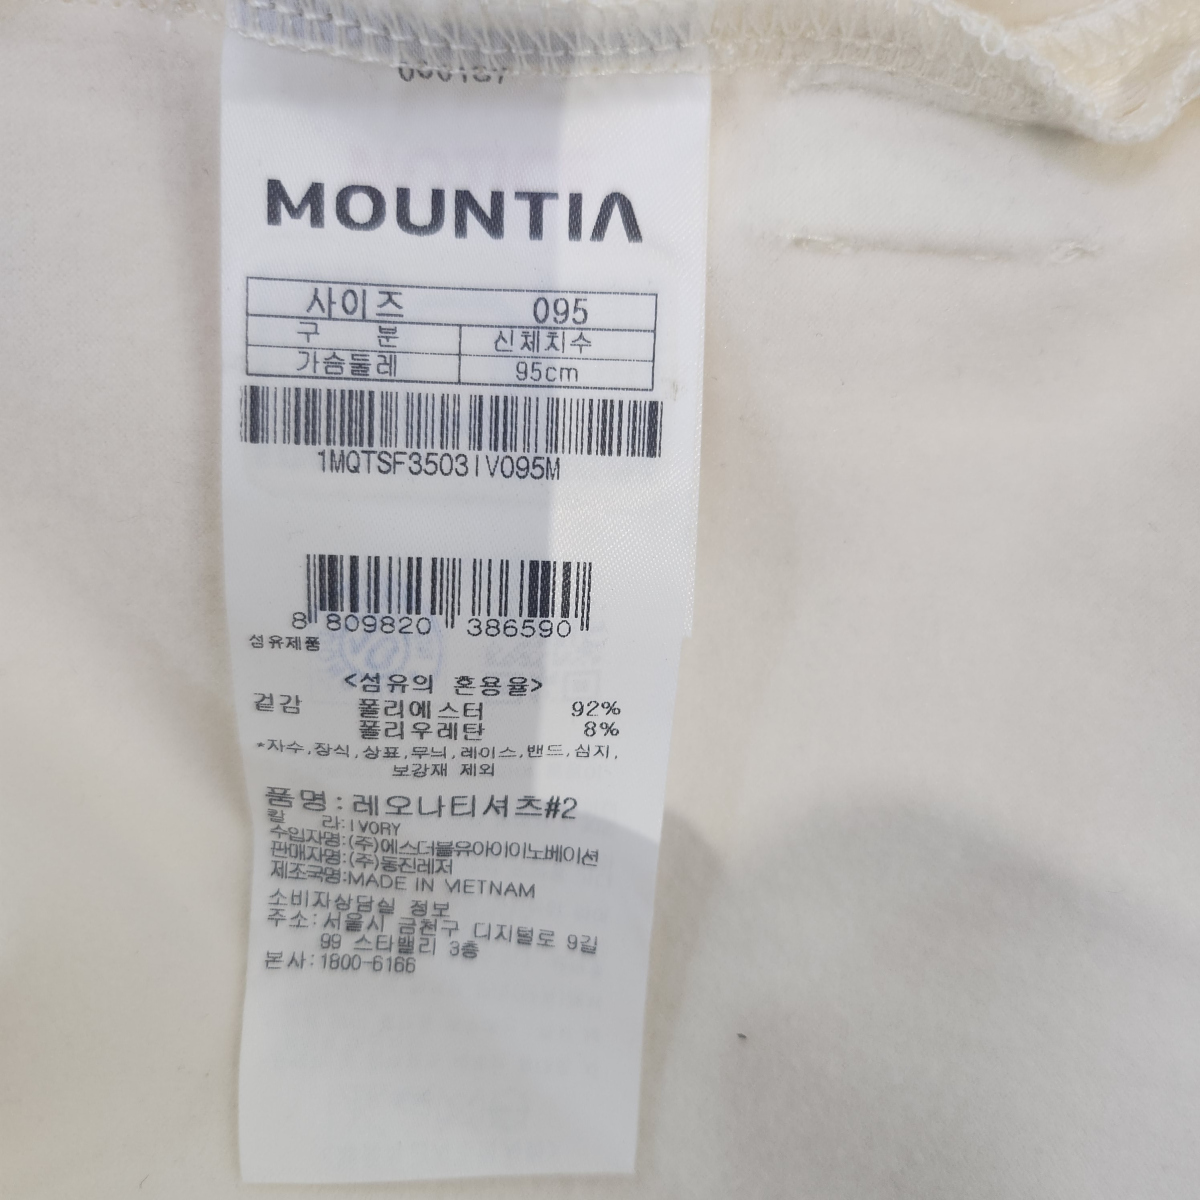 MOUNTIA
사이즈 095
구 분 신체치수
가슴둘레 95cm
1MQTSF3503IV095M
8 809820 386590
섬유제품
<섬유의 혼용율>
겉감 폴리에스터 92%
폴리우레탄 8%
*자수,장식,상표,무늬,레이스,밴드,심지,
보강재 제외
품명:레오나티셔츠#2
칼 라:IVORY
수입자명:(주)에스더블유아이이노베이션
판매자명:(주)동진레저
제조국명:MADE IN VIETNAM
소비자상담실 정보
주소:서울시 금천구 디지털로 9길
99 스타밸리 3층
본사:1800-6166